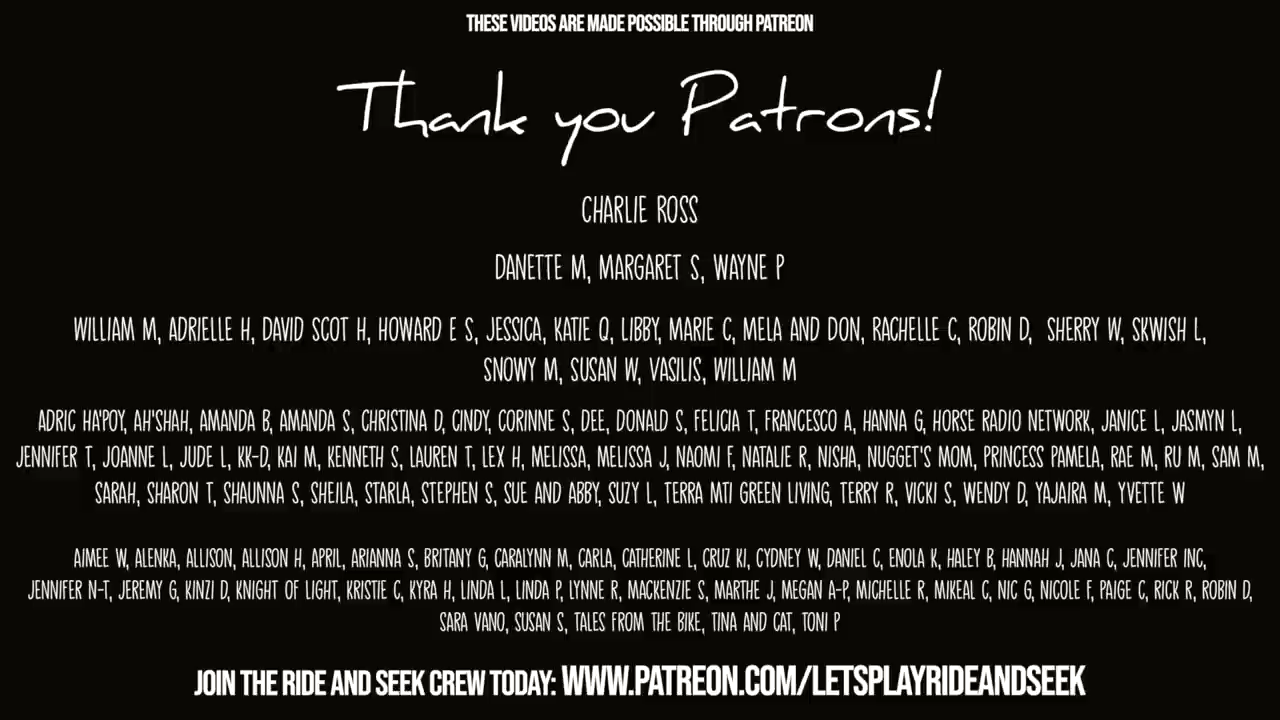 THESE VIDEOS ARE MADE POSSIBLE THROUGH PATREON
Thank you Patrons!
CHARLIE ROSS
DANETTE M, MARGARET S, WAYNE P
WILLIAM M, ADRIELLE H, DAVID SCOT H, HOWARD E S, JESSICA, KATIE Q, LIBBY, MARIE C, MELA AND DON, RACHELLE C, ROBIN D, SHERRY W, SKWISH L,
SNOWY M, SUSAN W, VASILIS, WILLIAM M
ADRIC HA'POY, AH'SHAH, AMANDA B, AMANDA S, CHRISTINA D, CINDY, CORINNE S, DEE, DONALD S, FELICIA T, FRANCESCO A, HANNA G, HORSE RADIO NETWORK, JANICE L, JASMYN L,
JENNIFER T, JOANNE L, JUDE L, KK-D, KAI M, KENNETH S, LAUREN T, LEX H, MELISSA, MELISSA J, NAOMI F, NATALIE R, NISHA, NUGGET'S MOM, PRINCESS PAMELA, RAE M, RU M, SAM M,
SARAH, SHARON T, SHAUNNA S, SHEILA, STARLA, STEPHEN S, SUE AND ABBY, SUZY L, TERRA MTI GREEN LIVING, TERRY R, VICKI S, WENDY D, YAJAIRA M, YVETTE W
AIMEE W, ALENKA, ALLISON, ALLISON H, APRIL, ARIANNA S, BRITANY G, CARALYNN M, CARLA, CATHERINE L, CRUZ KJ, CYDNEY W, DANIEL C, ENOLA K, HALEY B, HANNAH J, JANA C, JENNIFER INC,
JENNIFER N-T, JEREMY G, KINZI D, KNIGHT OF LIGHT, KRISTIE C, KYRA H, LINDA L, LINDA P, LYNNE R, MACKENZIE S, MARTHE J, MEGAN A-P, MICHELLE R, MIKEAL C, NIC G, NICOLE F, PAIGE C, RICK R, ROBIN D,
SARA VANO, SUSAN S, TALES FROM THE BIKE, TINA AND CAT, TONI P
JOIN THE RIDE AND SEEK CREW TODAY: WWW.PATREON.COM/LETSPLAYRIDEANDSEEK